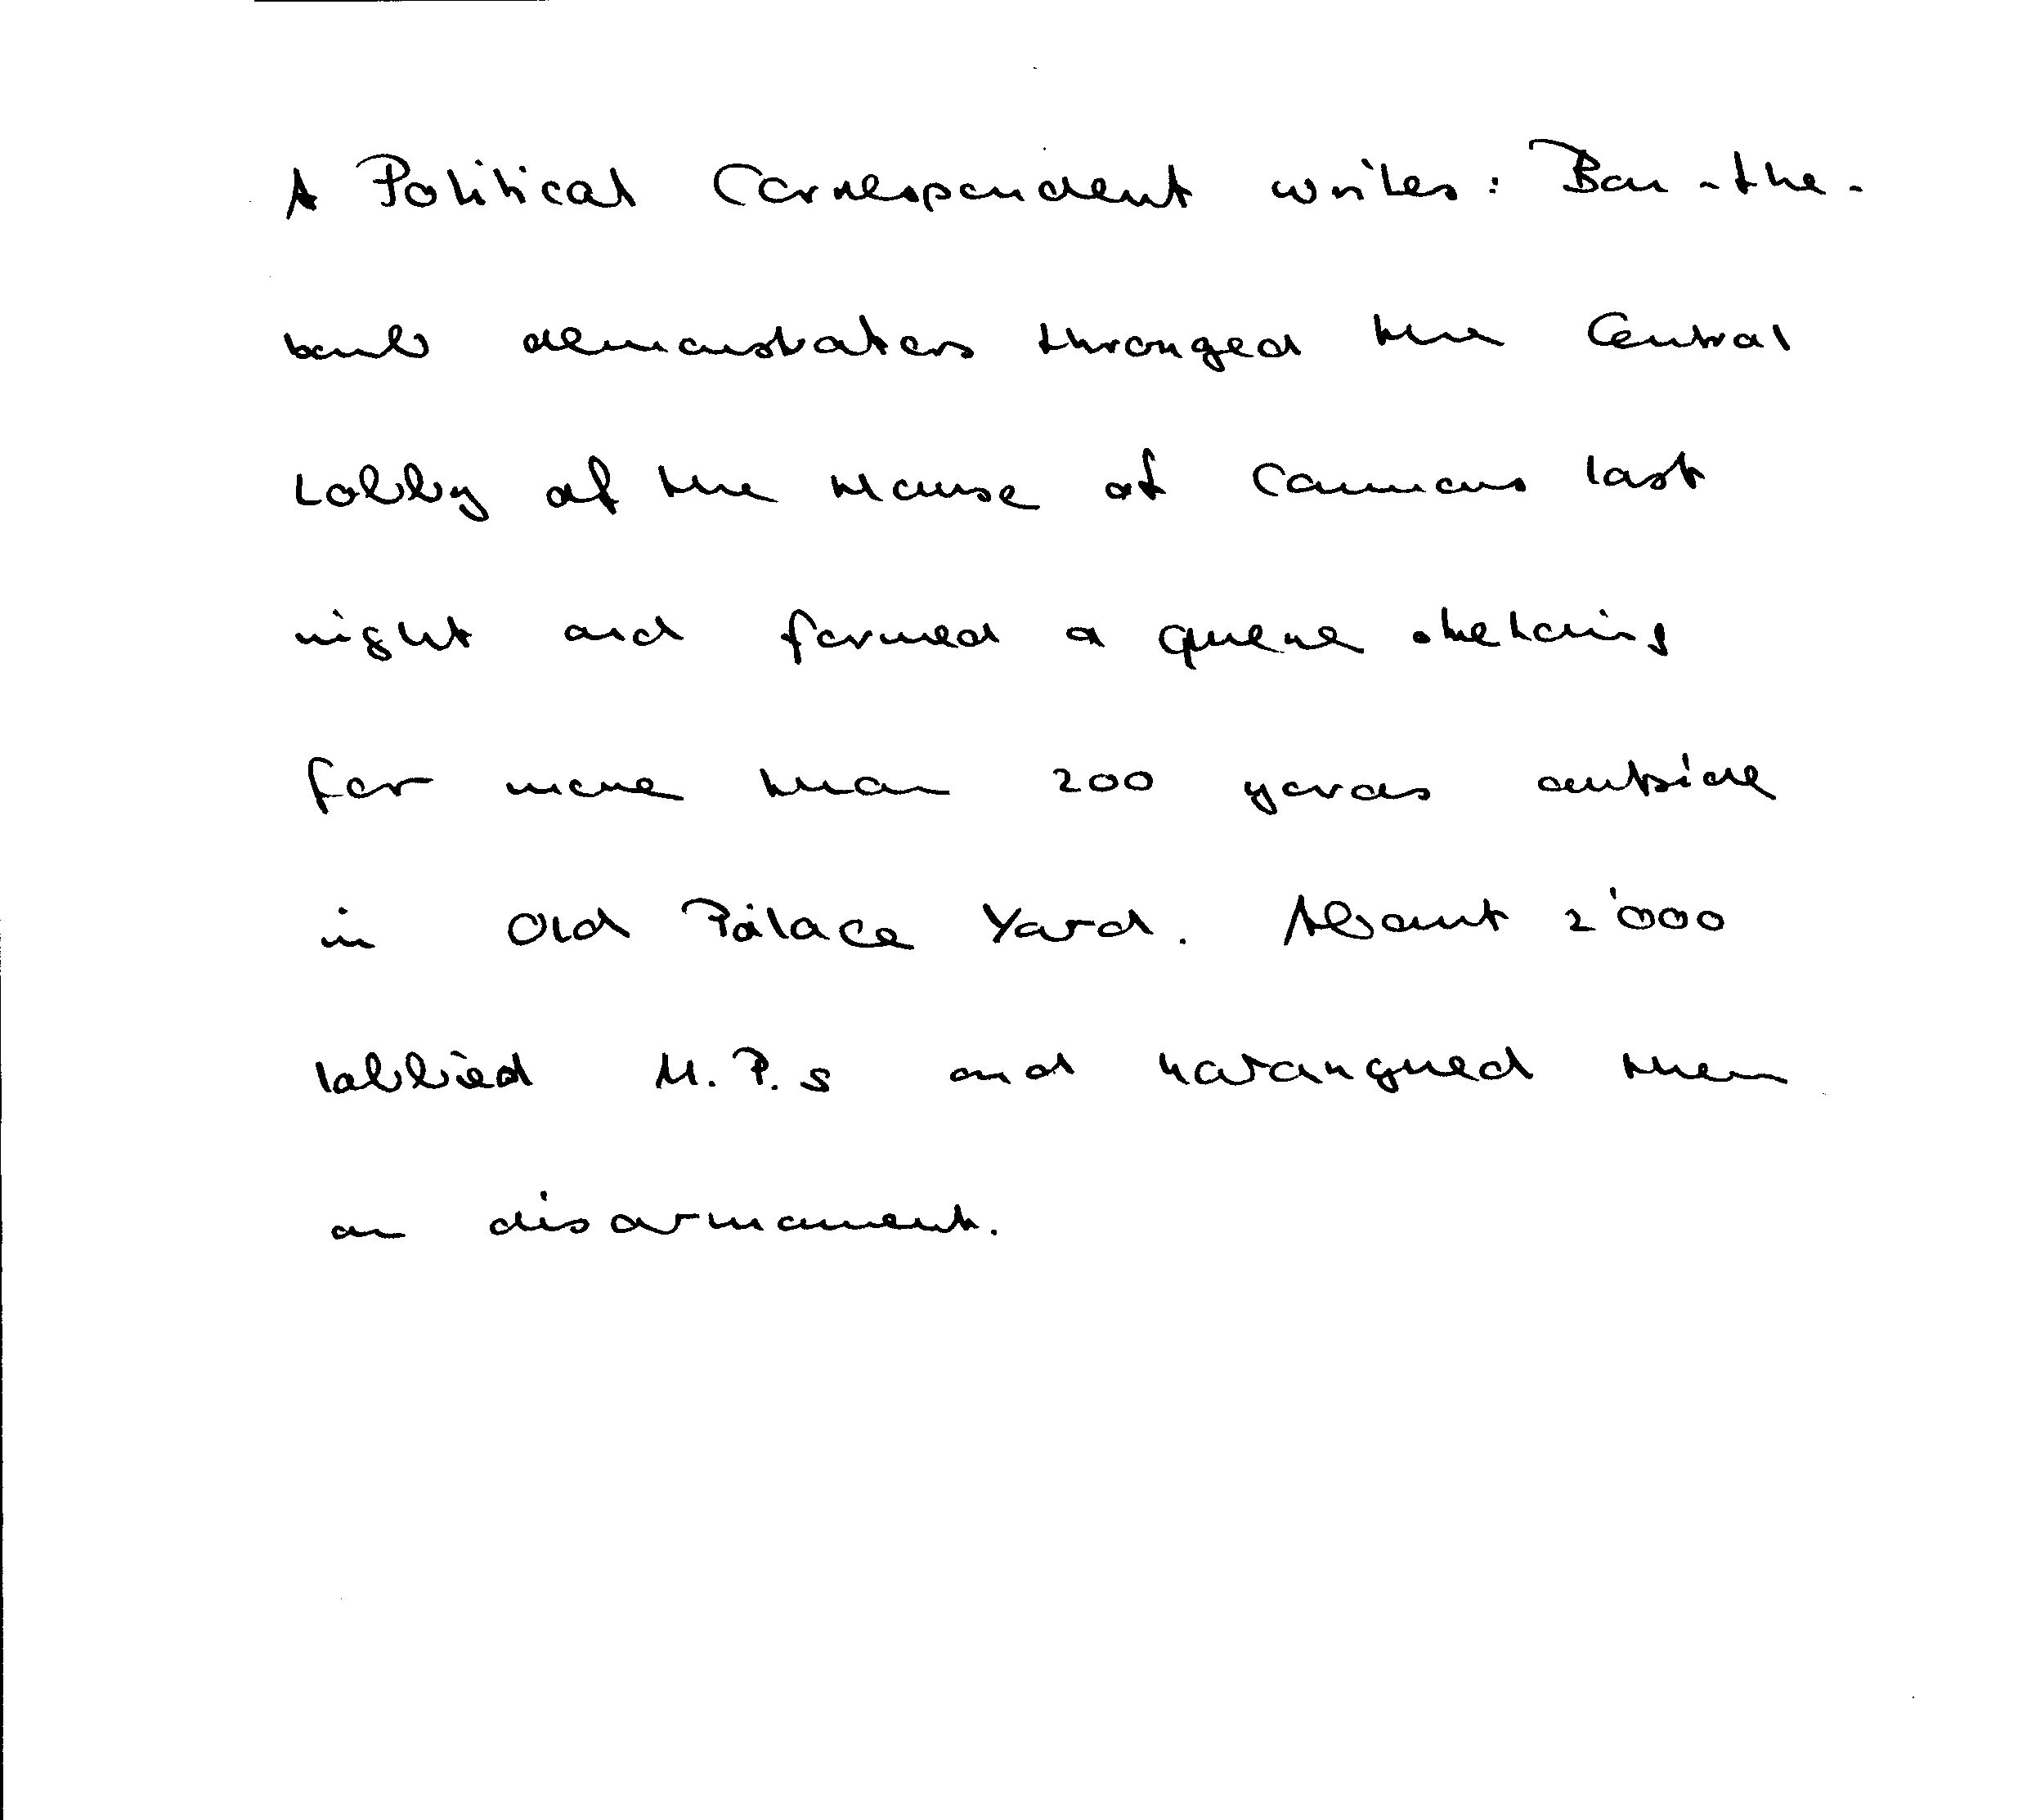 A Political Correspondent writes: Ban-the-
bomb demonstrators thronged the Central
Lobby of the House of Commons last
night and formed a queue stretching
for more than 200 yards outside
in Old Palace Yard. About 2'000
lobbied M.P.s and harangued them
on disarmament.